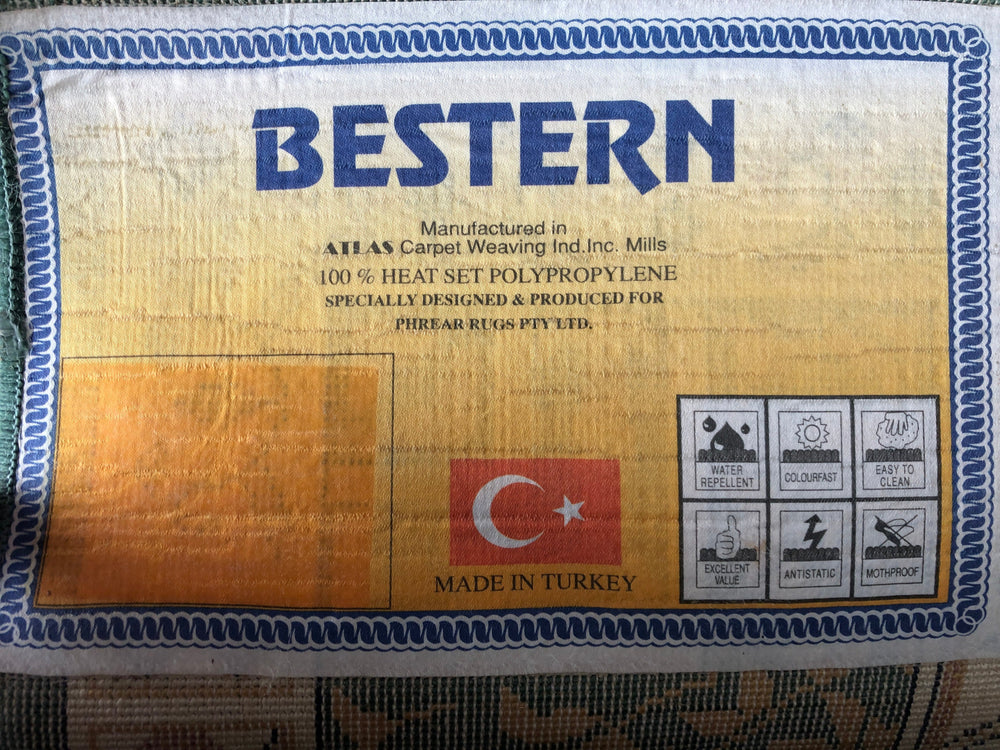 BESTERN
Manufactured in
ATLAS Carpet Weaving Ind.Inc. Mills
100 % HEAT SET POLYPROPYLENE
SPECIALLY DESIGNED & PRODUCED FOR
PHREAR RUGS PTY LTD.
WATER
REPELLENT
COLOURFAST
EASY TO
CLEAN
EXCELLENT
VALUE
ANTISTATIC
MOTHPROOF
MADE IN TURKEY